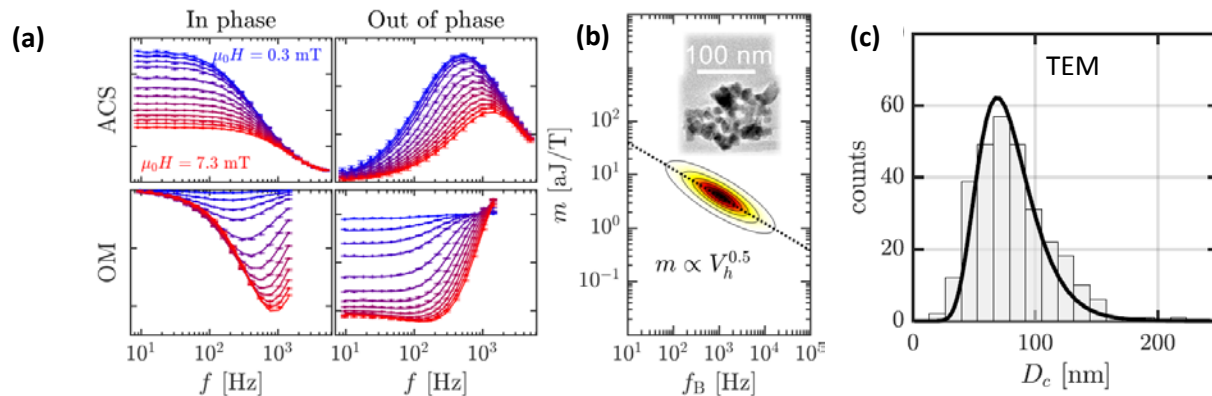 (a)
In phase
Out of phase
ACS
μ₀H = 0.3 mT
μ₀H = 7.3 mT
OM
10¹ 10² 10³
10¹ 10² 10³
f [Hz]
f [Hz]
(b)
100 nm
m [aJ/T]
10²
10¹
10⁰
10⁻¹
m ∝ V_h^0.5
10¹ 10² 10³ 10⁴ 10⁵
f_B [Hz]
(c)
TEM
counts
60
40
20
0
0 100 200
D_c [nm]